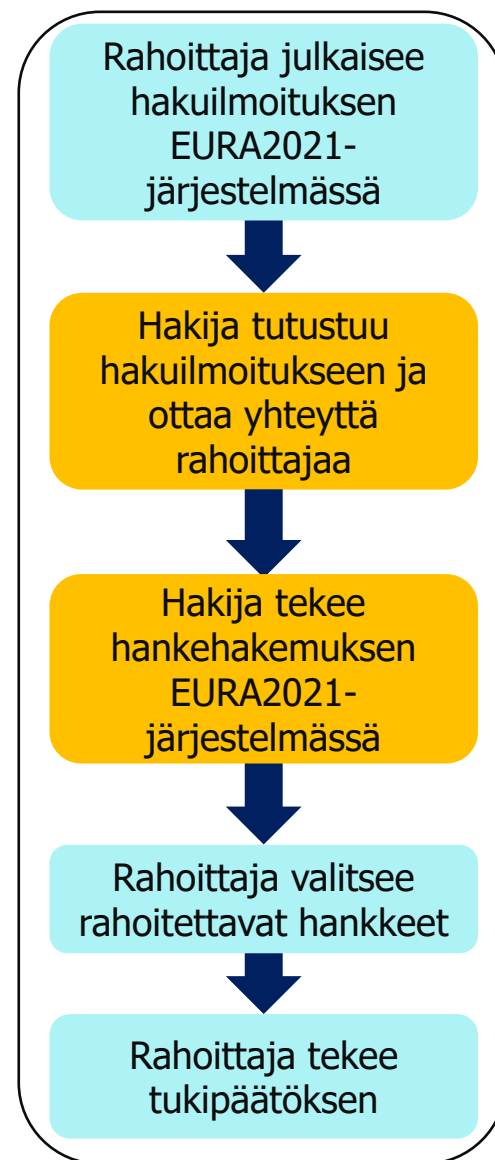 Rahoittaja julkaisee
hakuilmoituksen
EURA2021-
järjestelmässä
Hakija tutustuu
hakuilmoitukseen ja
ottaa yhteyttä
rahoittajaa
Hakija tekee
hankehakemuksen
EURA2021-
järjestelmässä
Rahoittaja valitsee
rahoitettavat hankkeet
Rahoittaja tekee
tukipäätöksen